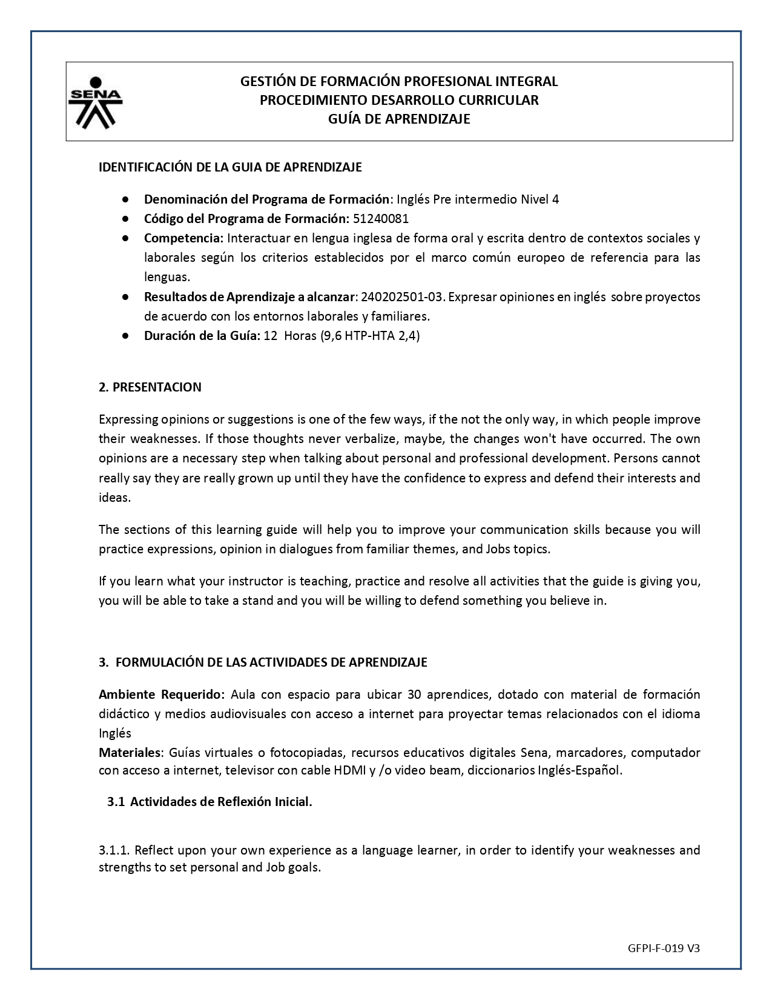 SENA
GESTIÓN DE FORMACIÓN PROFESIONAL INTEGRAL
PROCEDIMIENTO DESARROLLO CURRICULAR
GUÍA DE APRENDIZAJE
IDENTIFICACIÓN DE LA GUIA DE APRENDIZAJE
● Denominación del Programa de Formación: Inglés Pre intermedio Nivel 4
● Código del Programa de Formación: 51240081
● Competencia: Interactuar en lengua inglesa de forma oral y escrita dentro de contextos sociales y
laborales según los criterios establecidos por el marco común europeo de referencia para las
lenguas.
● Resultados de Aprendizaje a alcanzar: 240202501-03. Expresar opiniones en inglés sobre proyectos
de acuerdo con los entornos laborales y familiares.
● Duración de la Guía: 12 Horas (9,6 HTP-HTA 2,4)
2. PRESENTACION
Expressing opinions or suggestions is one of the few ways, if the not the only way, in which people improve
their weaknesses. If those thoughts never verbalize, maybe, the changes won't have occurred. The own
opinions are a necessary step when talking about personal and professional development. Persons cannot
really say they are really grown up until they have the confidence to express and defend their interests and
ideas.
The sections of this learning guide will help you to improve your communication skills because you will
practice expressions, opinion in dialogues from familiar themes, and Jobs topics.
If you learn what your instructor is teaching, practice and resolve all activities that the guide is giving you,
you will be able to take a stand and you will be willing to defend something you believe in.
3. FORMULACIÓN DE LAS ACTIVIDADES DE APRENDIZAJE
Ambiente Requerido: Aula con espacio para ubicar 30 aprendices, dotado con material de formación
didáctico y medios audiovisuales con acceso a internet para proyectar temas relacionados con el idioma
Inglés
Materiales: Guías virtuales o fotocopiadas, recursos educativos digitales Sena, marcadores, computador
con acceso a internet, televisor con cable HDMI y /o video beam, diccionarios Inglés-Español.
3.1 Actividades de Reflexión Inicial.
3.1.1. Reflect upon your own experience as a language learner, in order to identify your weaknesses and
strengths to set personal and Job goals.
GFPI-F-019 V3